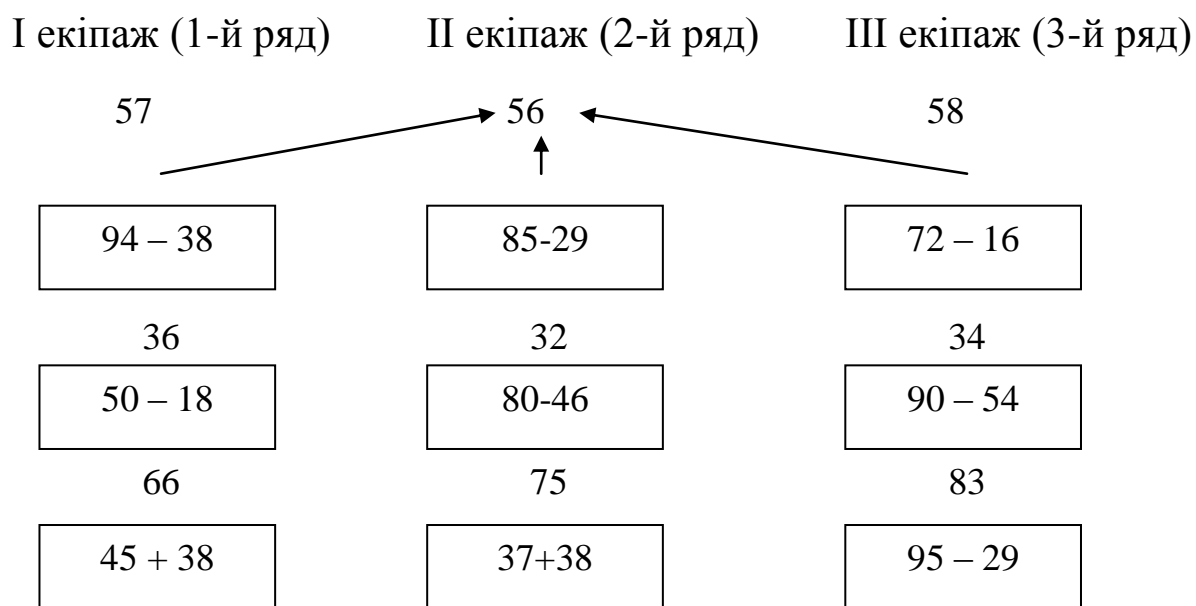 І екіпаж (1-й ряд) ІІ екіпаж (2-й ряд) ІІІ екіпаж (3-й ряд)
57 56 58
94 – 38 85-29 72 – 16
36 32 34
50 – 18 80-46 90 – 54
66 75 83
45 + 38 37+38 95 – 29